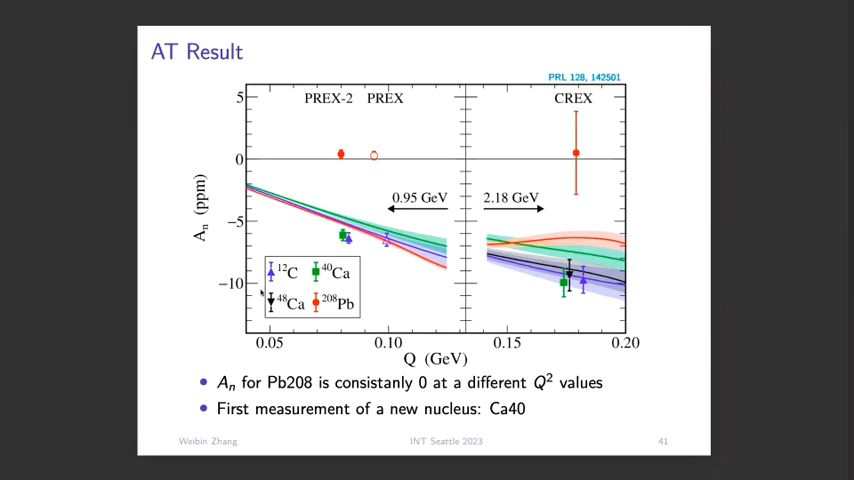 AT Result
PRL 128, 142501
PREX-2 PREX CREX
5
0
−5
−10
An (ppm)
0.95 GeV 2.18 GeV
12C 40Ca
48Ca 208Pb
0.05 0.10 0.15 0.20
Q (GeV)
• An for Pb208 is consistanly 0 at a different Q2 values
• First measurement of a new nucleus: Ca40
Weibin Zhang INT Seattle 2023 41